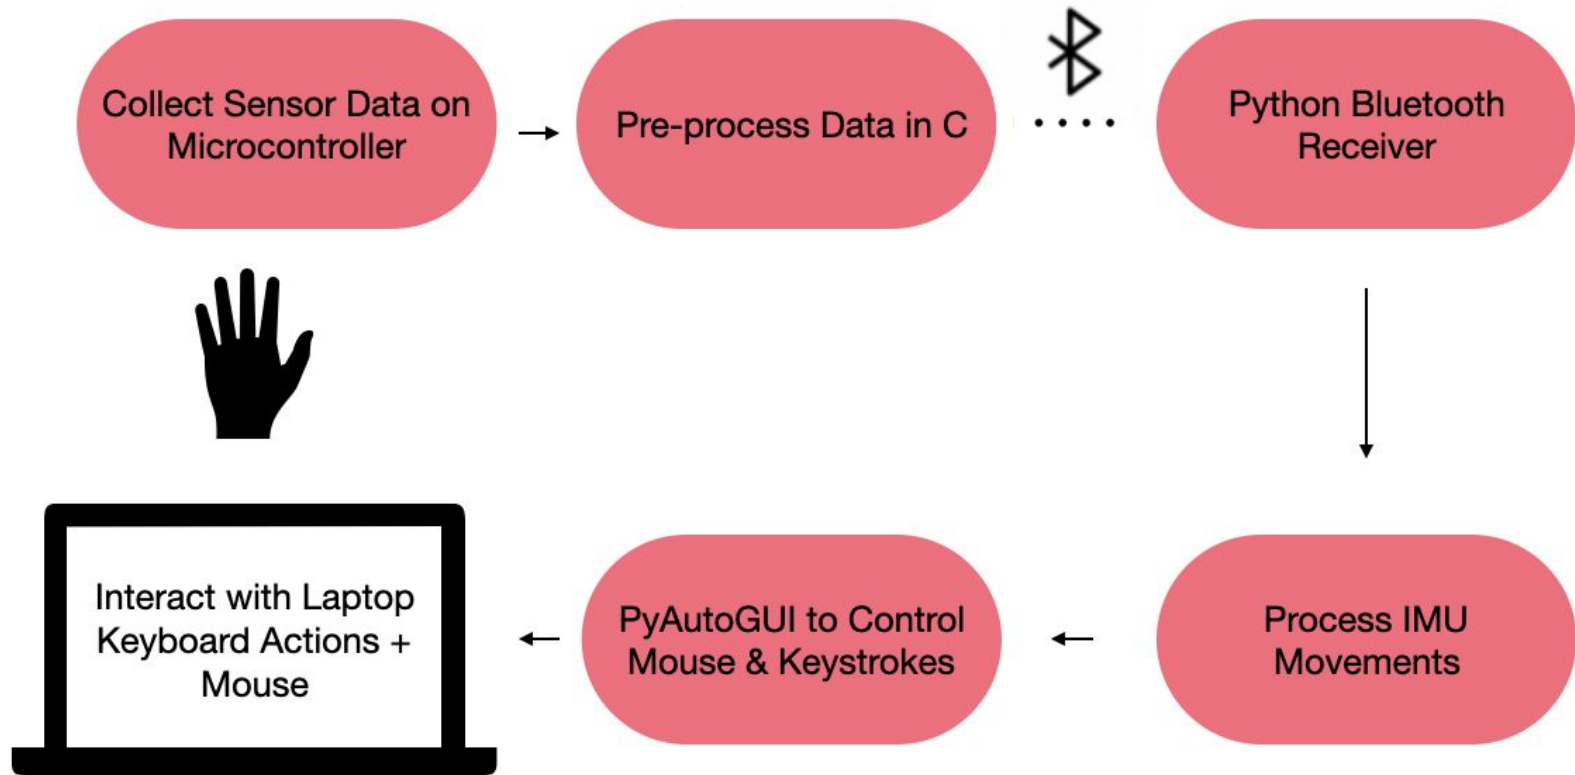 Collect Sensor Data on
Microcontroller
Pre-process Data in C
Python Bluetooth
Receiver
Process IMU
Movements
PyAutoGUI to Control
Mouse & Keystrokes
Interact with Laptop
Keyboard Actions +
Mouse